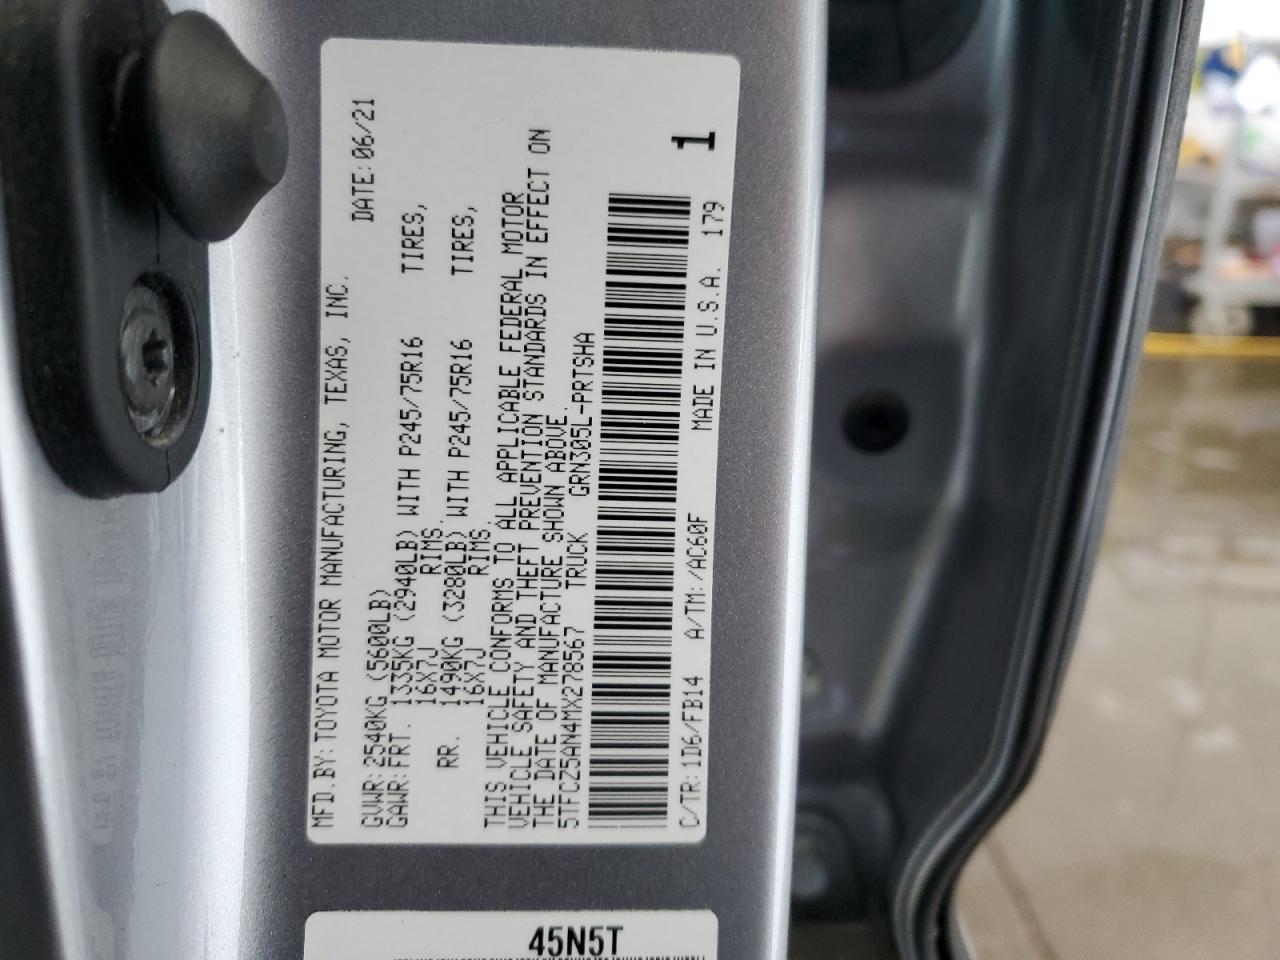 MFD.BY:TOYOTA MOTOR MANUFACTURING, TEXAS, INC.
DATE:06/21
GVWR:2540KG (5600LB)
GAWR:FRT. 1335KG (2940LB) WITH P245/75R16 TIRES,
16X7J RIMS.
RR. 1490KG (3280LB) WITH P245/75R16 TIRES,
16X7J RIMS.
THIS VEHICLE CONFORMS TO ALL APPLICABLE FEDERAL MOTOR
VEHICLE SAFETY AND THEFT PREVENTION STANDARDS IN EFFECT ON
THE DATE OF MANUFACTURE SHOWN ABOVE.
5TFCZ5AN4MX278567 TRUCK GRN305L-PRTSHA
1
C/TR:1D6/FB14 A/TM:/AC60F MADE IN U.S.A. 179
45N5T